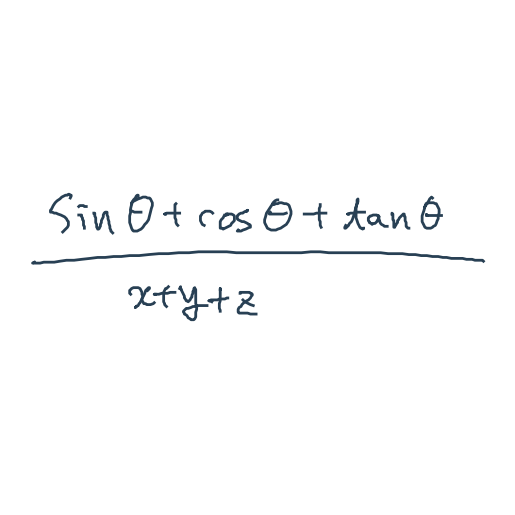 sin θ + cos θ + tan θ
x+y+z